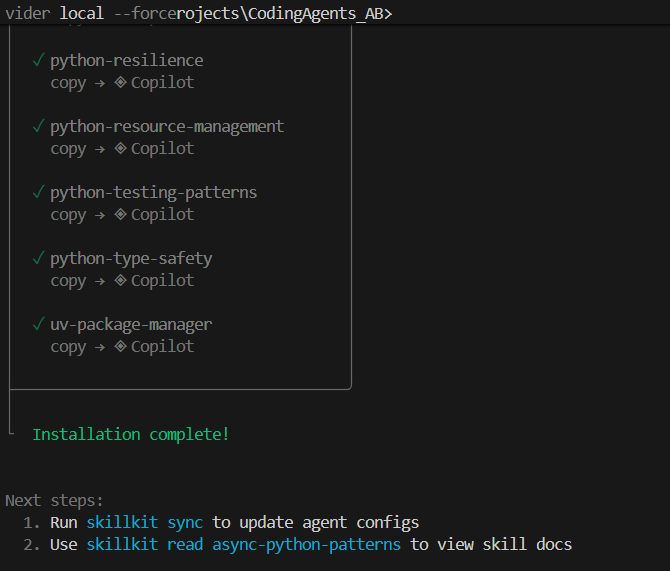 vider local --forcerojects\CodingAgents_AB>
✓ python-resilience
copy → ◈ Copilot
✓ python-resource-management
copy → ◈ Copilot
✓ python-testing-patterns
copy → ◈ Copilot
✓ python-type-safety
copy → ◈ Copilot
✓ uv-package-manager
copy → ◈ Copilot
Installation complete!
Next steps:
1. Run skillkit sync to update agent configs
2. Use skillkit read async-python-patterns to view skill docs